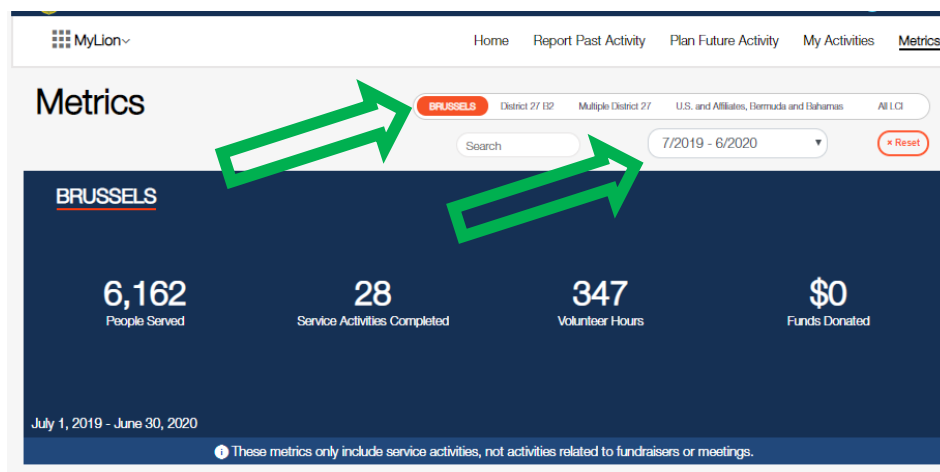 MyLion
Home Report Past Activity Plan Future Activity My Activities Metrics
Metrics
BRUSSELS District 27 B2 Multiple District 27 U.S. and Affiliates, Bermuda and Bahamas All LCI
Search 7/2019 - 6/2020 × Reset
BRUSSELS
6,162 28 347 $0
People Served Service Activities Completed Volunteer Hours Funds Donated
July 1, 2019 - June 30, 2020
These metrics only include service activities, not activities related to fundraisers or meetings.